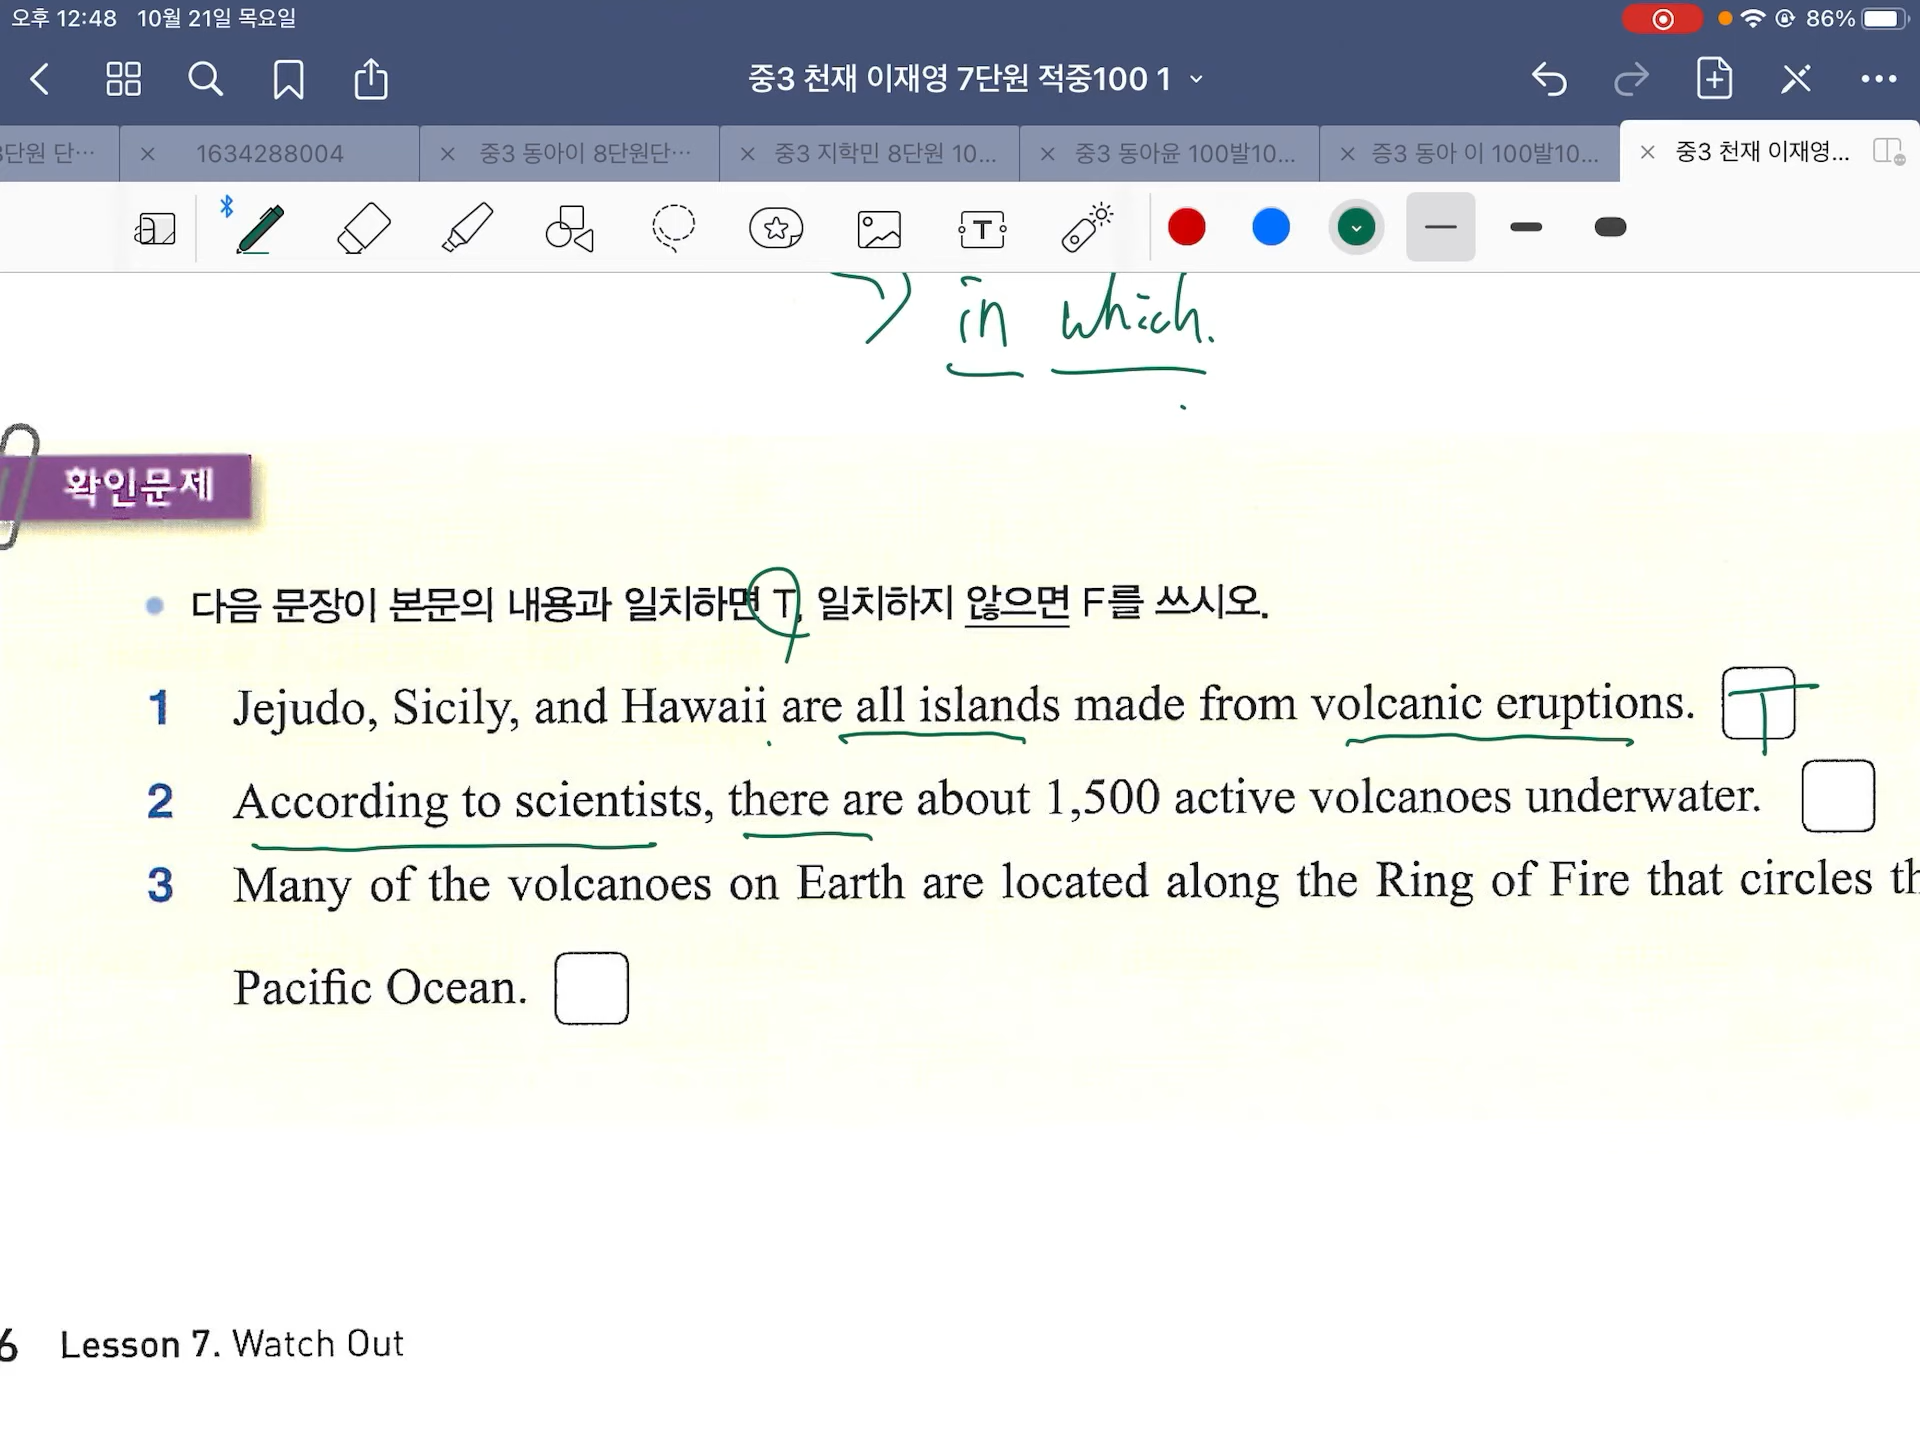 오후 12:48 10월 21일 목요일 86%
중3 천재 이재영 7단원 적중100 1
3단원 단… 1634288004 중3 동아이 8단원단… 중3 지학민 8단원 10... 중3 동아윤 100발10... 증3 동아 이 100발10... 중3 천재 이재영...
in which.
확인문제
다음 문장이 본문의 내용과 일치하면 T, 일치하지 않으면 F를 쓰시오.
1 Jejudo, Sicily, and Hawaii are all islands made from volcanic eruptions. T
2 According to scientists, there are about 1,500 active volcanoes underwater.
3 Many of the volcanoes on Earth are located along the Ring of Fire that circles th
Pacific Ocean.
6 Lesson 7. Watch Out